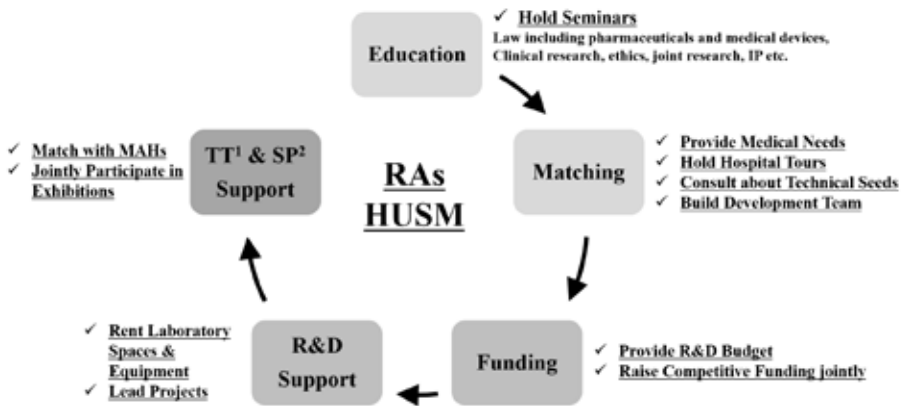 Education
✓ Hold Seminars
Law including pharmaceuticals and medical devices,
Clinical research, ethics, joint research, IP etc.
Matching
✓ Provide Medical Needs
✓ Hold Hospital Tours
✓ Consult about Technical Seeds
✓ Build Development Team
Funding
✓ Provide R&D Budget
✓ Raise Competitive Funding jointly
R&D
Support
✓ Rent Laboratory
Spaces &
Equipment
✓ Lead Projects
TT¹ & SP²
Support
✓ Match with MAHs
✓ Jointly Participate in
Exhibitions
RAs
HUSM